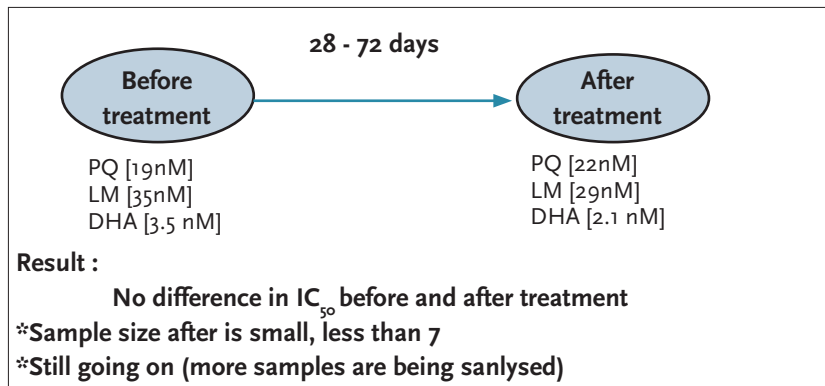 28 - 72 days
Before
treatment
After
treatment
PQ [19nM]
LM [35nM]
DHA [3.5 nM]
PQ [22nM]
LM [29nM]
DHA [2.1 nM]
Result :
No difference in IC50 before and after treatment
*Sample size after is small, less than 7
*Still going on (more samples are being sanlysed)